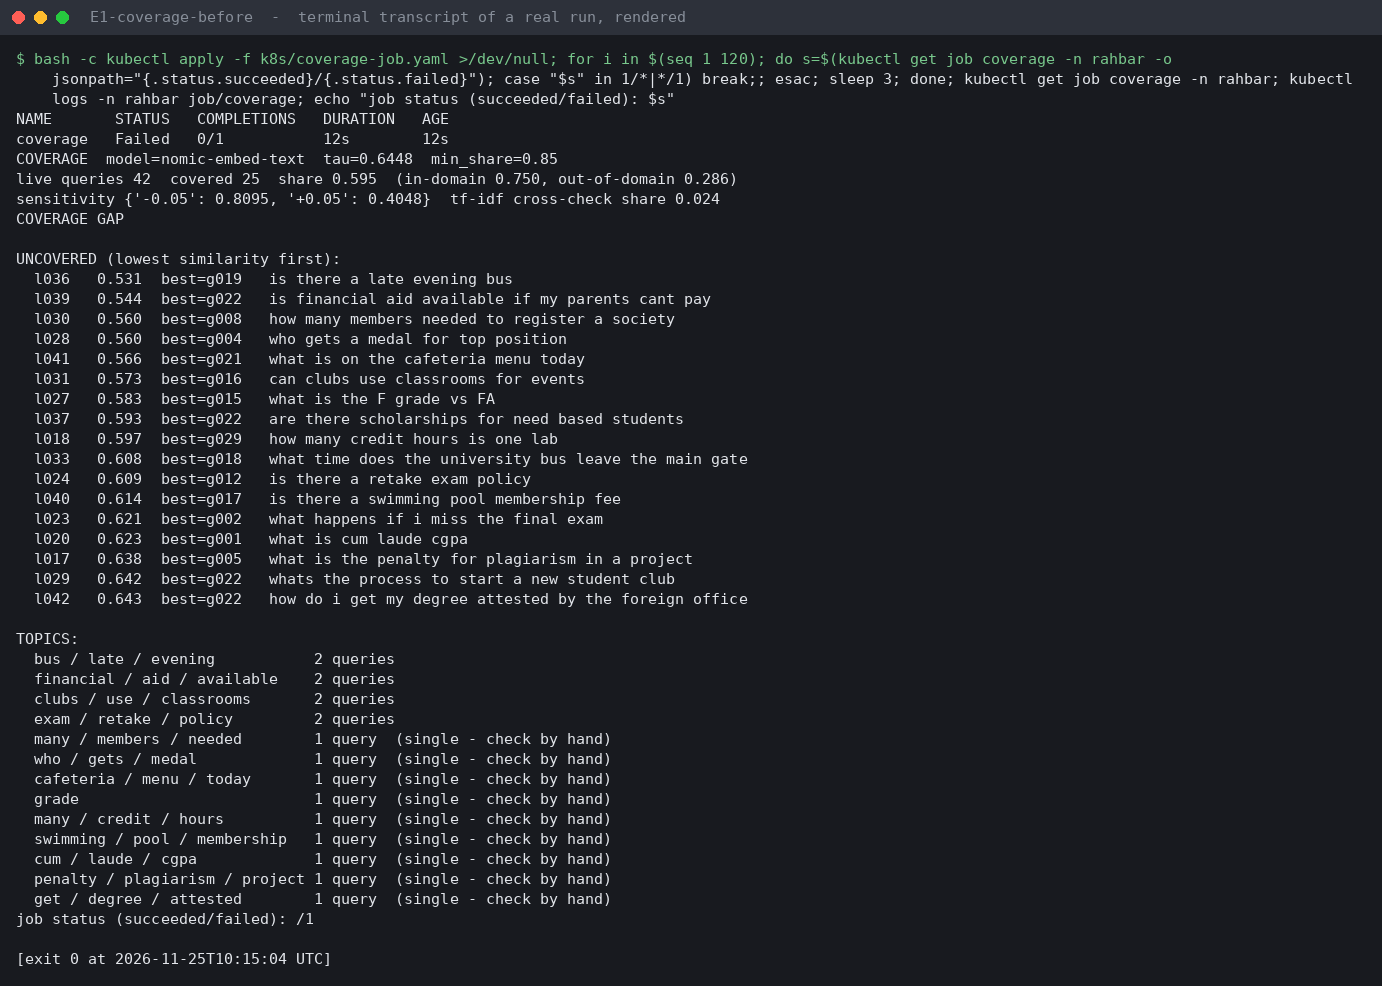 E1-coverage-before  -  terminal transcript of a real run, rendered
$ bash -c kubectl apply -f k8s/coverage-job.yaml >/dev/null; for i in $(seq 1 120); do s=$(kubectl get job coverage -n rahbar -o
    jsonpath="{.status.succeeded}/{.status.failed}"); case "$s" in 1/*|*/1) break;; esac; sleep 3; done; kubectl get job coverage -n rahbar; kubectl
    logs -n rahbar job/coverage; echo "job status (succeeded/failed): $s"
NAME       STATUS   COMPLETIONS   DURATION   AGE
coverage   Failed   0/1           12s        12s
COVERAGE  model=nomic-embed-text  tau=0.6448  min_share=0.85
live queries 42  covered 25  share 0.595  (in-domain 0.750, out-of-domain 0.286)
sensitivity {'-0.05': 0.8095, '+0.05': 0.4048}  tf-idf cross-check share 0.024
COVERAGE GAP

UNCOVERED (lowest similarity first):
  l036   0.531  best=g019   is there a late evening bus
  l039   0.544  best=g022   is financial aid available if my parents cant pay
  l030   0.560  best=g008   how many members needed to register a society
  l028   0.560  best=g004   who gets a medal for top position
  l041   0.566  best=g021   what is on the cafeteria menu today
  l031   0.573  best=g016   can clubs use classrooms for events
  l027   0.583  best=g015   what is the F grade vs FA
  l037   0.593  best=g022   are there scholarships for need based students
  l018   0.597  best=g029   how many credit hours is one lab
  l033   0.608  best=g018   what time does the university bus leave the main gate
  l024   0.609  best=g012   is there a retake exam policy
  l040   0.614  best=g017   is there a swimming pool membership fee
  l023   0.621  best=g002   what happens if i miss the final exam
  l020   0.623  best=g001   what is cum laude cgpa
  l017   0.638  best=g005   what is the penalty for plagiarism in a project
  l029   0.642  best=g022   whats the process to start a new student club
  l042   0.643  best=g022   how do i get my degree attested by the foreign office

TOPICS:
  bus / late / evening           2 queries
  financial / aid / available    2 queries
  clubs / use / classrooms       2 queries
  exam / retake / policy         2 queries
  many / members / needed        1 query  (single - check by hand)
  who / gets / medal             1 query  (single - check by hand)
  cafeteria / menu / today       1 query  (single - check by hand)
  grade                          1 query  (single - check by hand)
  many / credit / hours          1 query  (single - check by hand)
  swimming / pool / membership   1 query  (single - check by hand)
  cum / laude / cgpa             1 query  (single - check by hand)
  penalty / plagiarism / project 1 query  (single - check by hand)
  get / degree / attested        1 query  (single - check by hand)
job status (succeeded/failed): /1

[exit 0 at 2026-11-25T10:15:04 UTC]